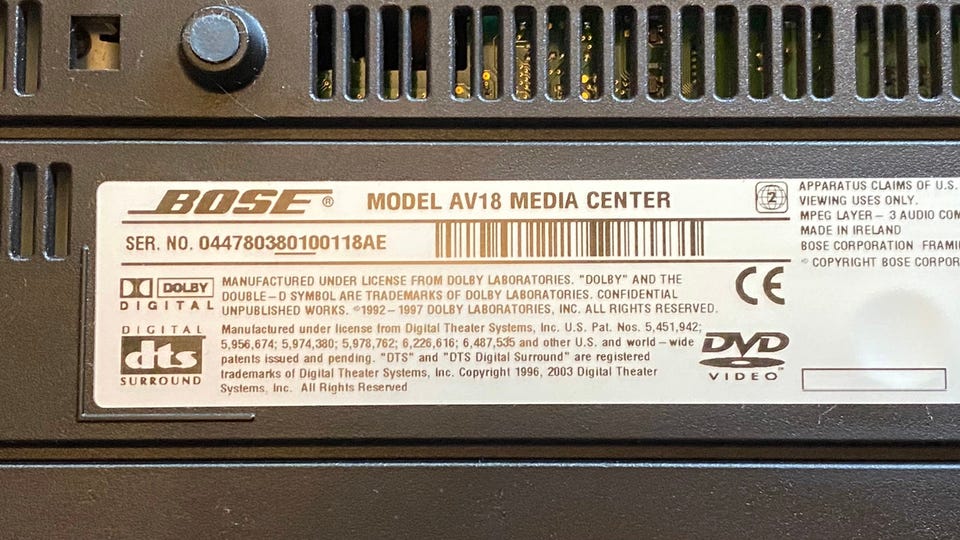 BOSE® MODEL AV18 MEDIA CENTER
SER. NO. 044780380100118AE
DOLBY
DIGITAL
MANUFACTURED UNDER LICENSE FROM DOLBY LABORATORIES. "DOLBY" AND THE
DOUBLE-D SYMBOL ARE TRADEMARKS OF DOLBY LABORATORIES. CONFIDENTIAL
UNPUBLISHED WORKS. ©1992-1997 DOLBY LABORATORIES, INC. ALL RIGHTS RESERVED.
DIGITAL
dts
SURROUND
Manufactured under license from Digital Theater Systems, Inc. U.S. Pat. Nos. 5,451,942;
5,956,674; 5,974,380; 5,978,762; 6,226,616; 6,487,535 and other U.S. and world-wide
patents issued and pending. "DTS" and "DTS Digital Surround" are registered
trademarks of Digital Theater Systems, Inc. Copyright 1996, 2003 Digital Theater
Systems, Inc. All Rights Reserved
CE
DVD
VIDEO™
2
APPARATUS CLAIMS OF U.S.
VIEWING USES ONLY.
MPEG LAYER - 3 AUDIO COM
MADE IN IRELAND
BOSE CORPORATION FRAMI
© COPYRIGHT BOSE CORPOR